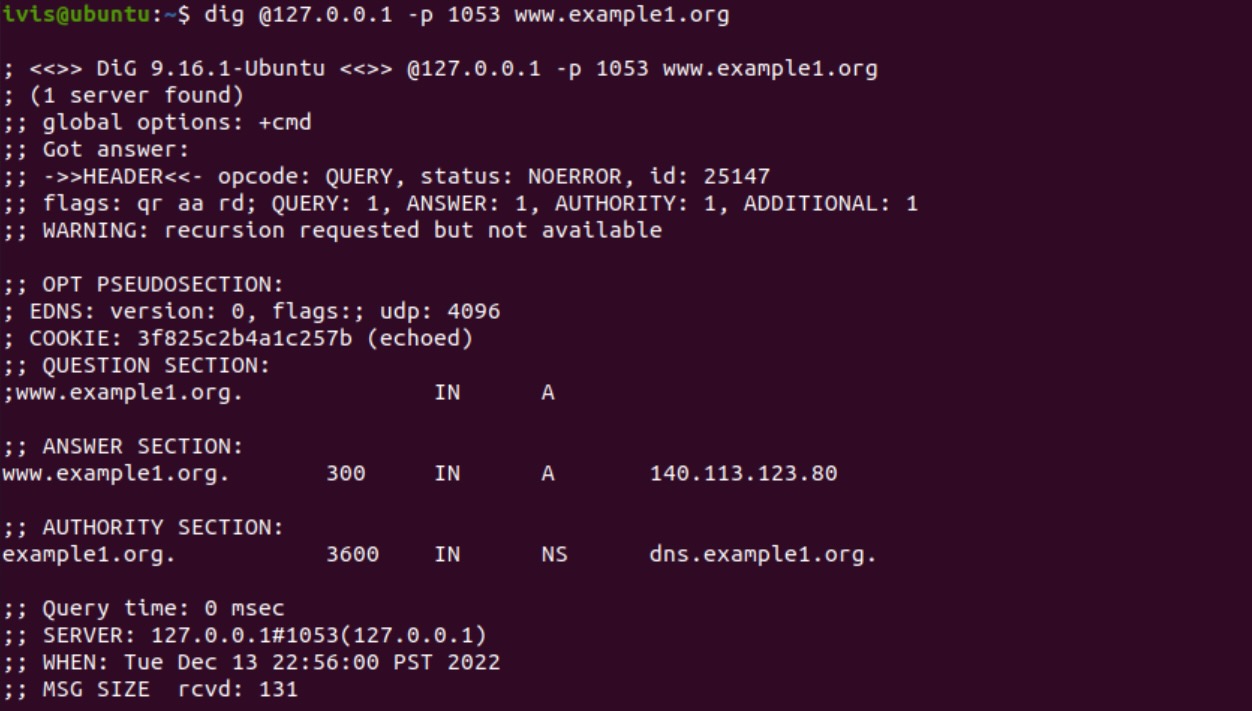 ivis@ubuntu:~$ dig @127.0.0.1 -p 1053 www.example1.org
; <<>> DiG 9.16.1-Ubuntu <<>> @127.0.0.1 -p 1053 www.example1.org
; (1 server found)
;; global options: +cmd
;; Got answer:
;; ->>HEADER<<- opcode: QUERY, status: NOERROR, id: 25147
;; flags: qr aa rd; QUERY: 1, ANSWER: 1, AUTHORITY: 1, ADDITIONAL: 1
;; WARNING: recursion requested but not available
;; OPT PSEUDOSECTION:
; EDNS: version: 0, flags:; udp: 4096
; COOKIE: 3f825c2b4a1c257b (echoed)
;; QUESTION SECTION:
;www.example1.org. IN A
;; ANSWER SECTION:
www.example1.org. 300 IN A 140.113.123.80
;; AUTHORITY SECTION:
example1.org. 3600 IN NS dns.example1.org.
;; Query time: 0 msec
;; SERVER: 127.0.0.1#1053(127.0.0.1)
;; WHEN: Tue Dec 13 22:56:00 PST 2022
;; MSG SIZE rcvd: 131